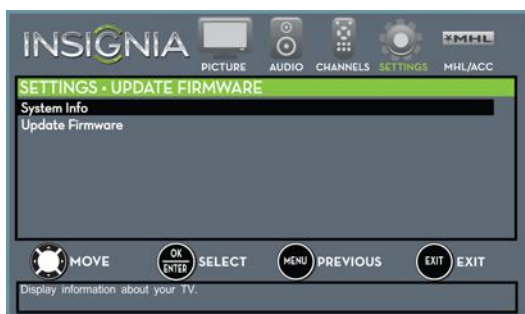 INSIGNIA
PICTURE AUDIO CHANNELS SETTINGS MHL/ACC
MHL
SETTINGS • UPDATE FIRMWARE
System Info
Update Firmware
MOVE OK/ENTER SELECT MENU PREVIOUS EXIT EXIT
Display information about your TV.